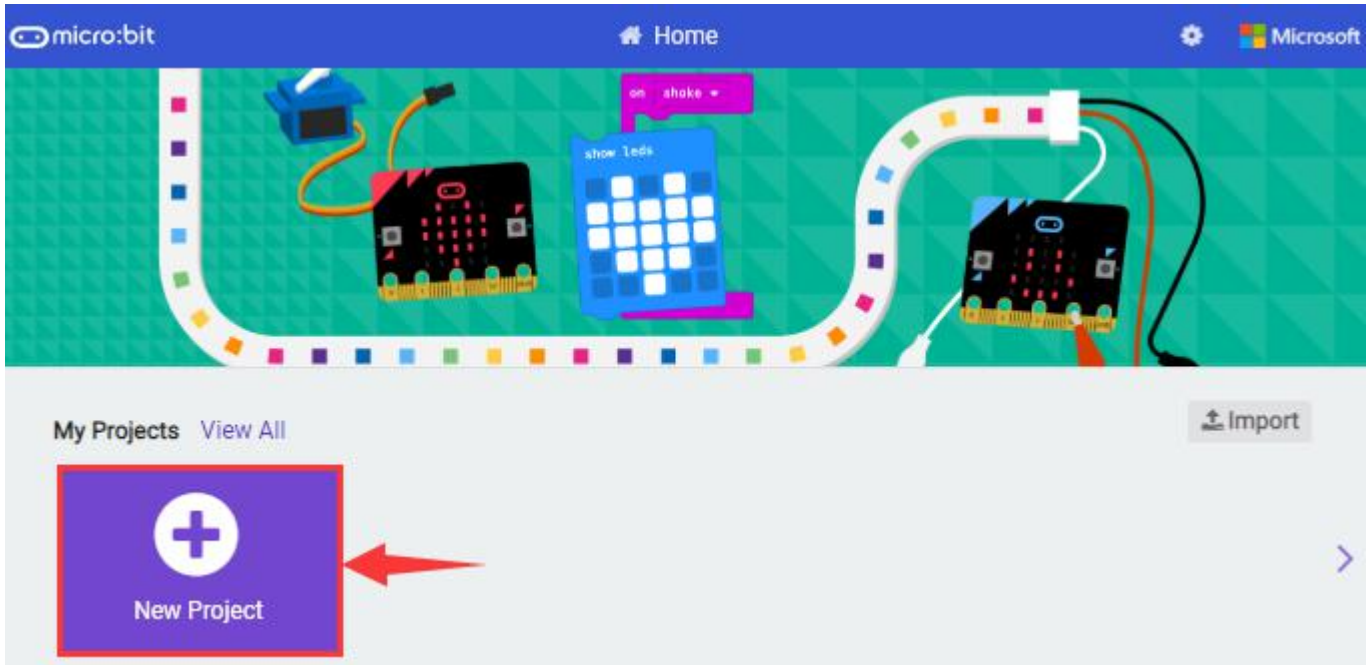 micro:bit
Home
Microsoft
on shake
show leds
My Projects View All
Import
New Project